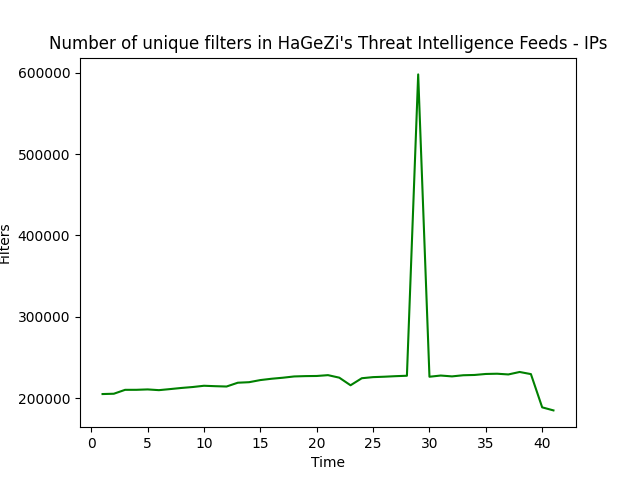 Number of unique filters in HaGeZi's Threat Intelligence Feeds - IPs
600000
500000
400000
300000
200000
Filters
0 5 10 15 20 25 30 35 40
Time